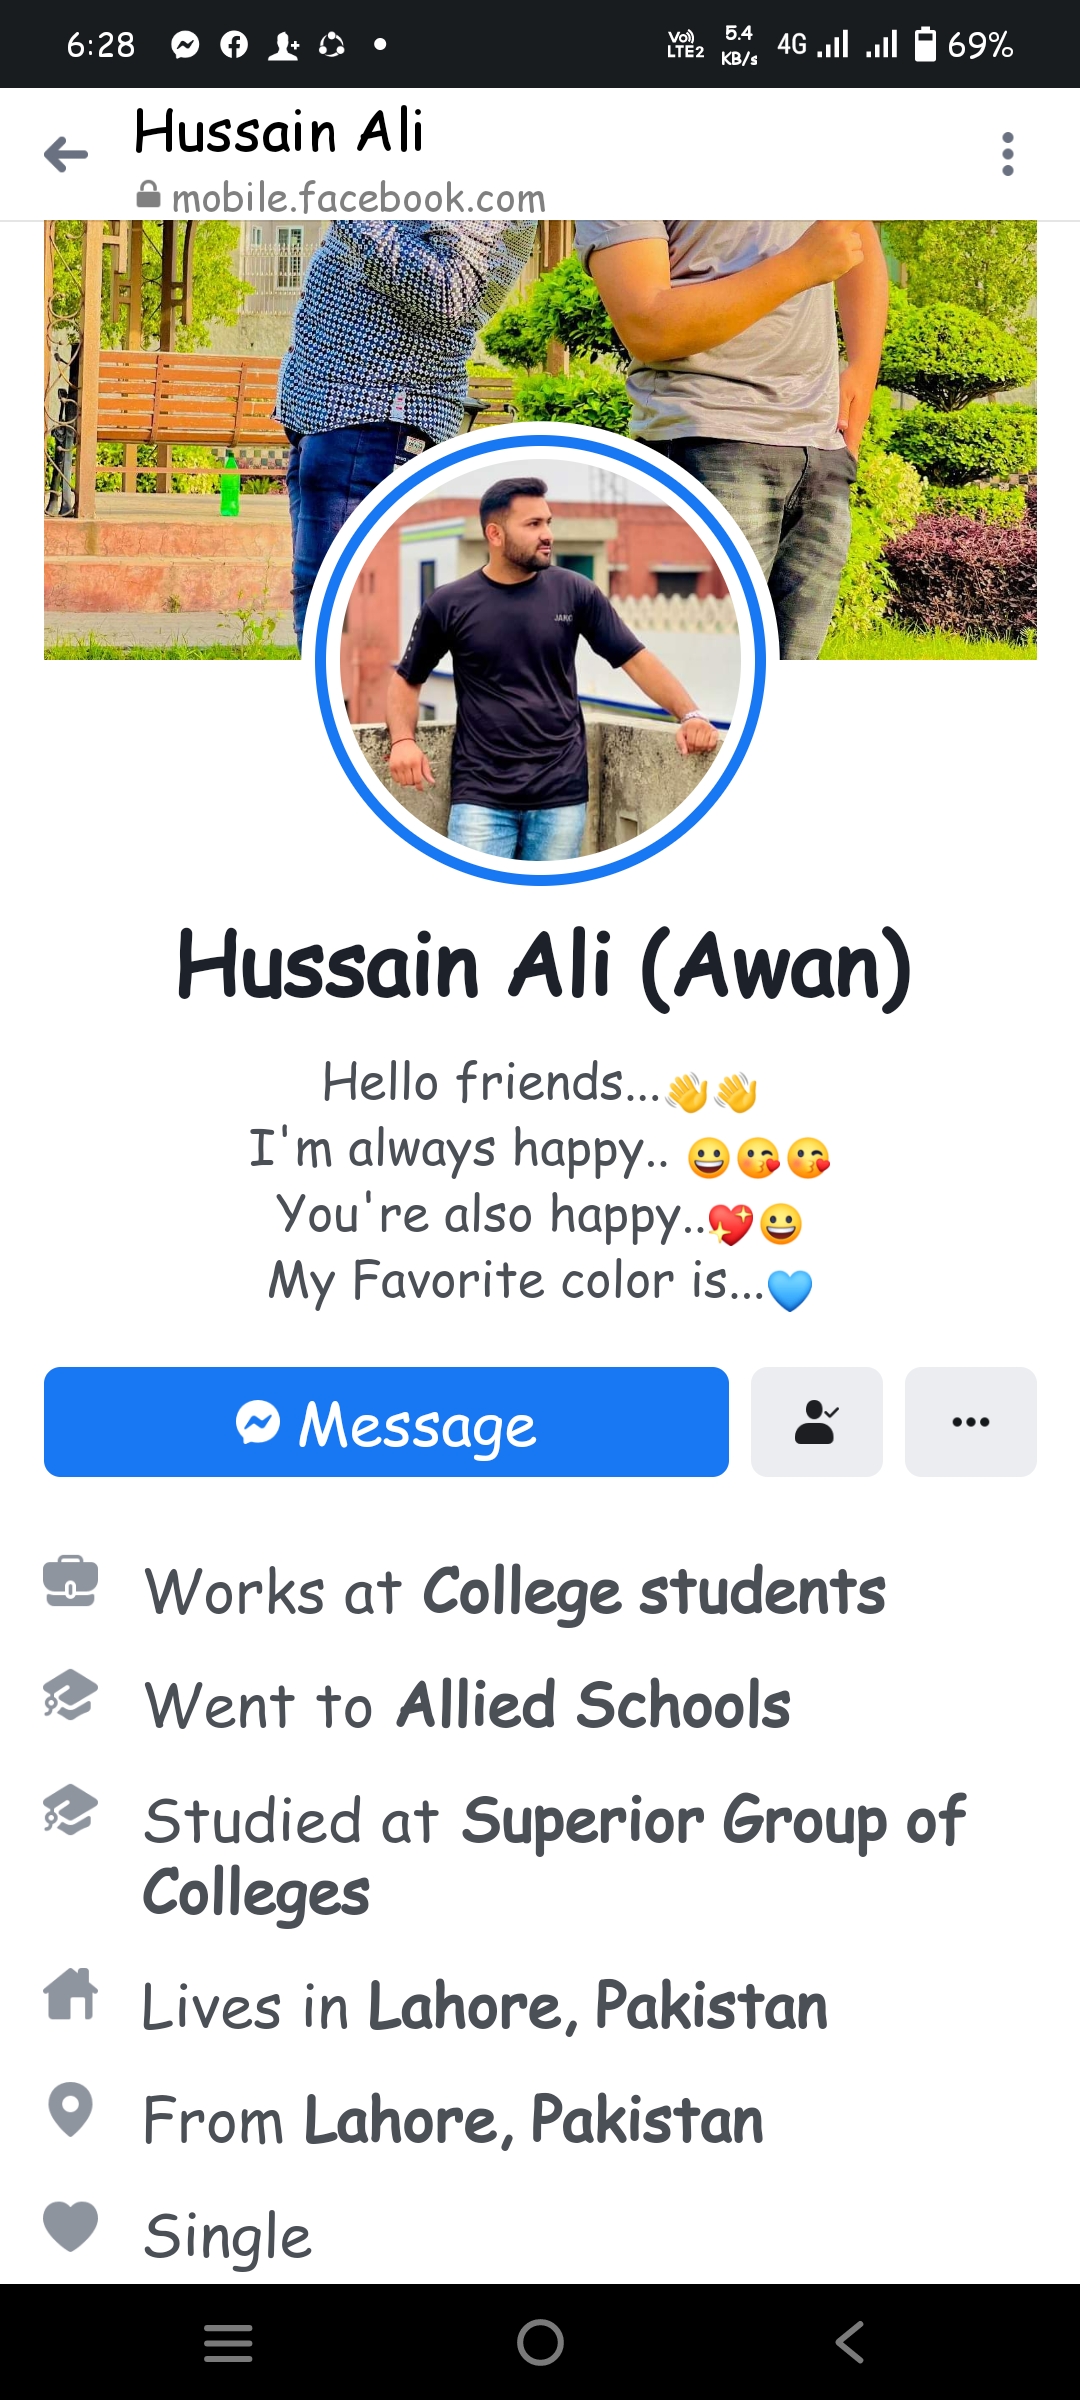 6:28
Vo)) LTE2 5.4 KB/s 4G 69%
Hussain Ali
mobile.facebook.com
JAKO
Hussain Ali (Awan)
Hello friends...👋👋
I'm always happy.. 😀😘😘
You're also happy..💖😀
My Favorite color is...💙
Message
Works at College students
Went to Allied Schools
Studied at Superior Group of
Colleges
Lives in Lahore, Pakistan
From Lahore, Pakistan
Single